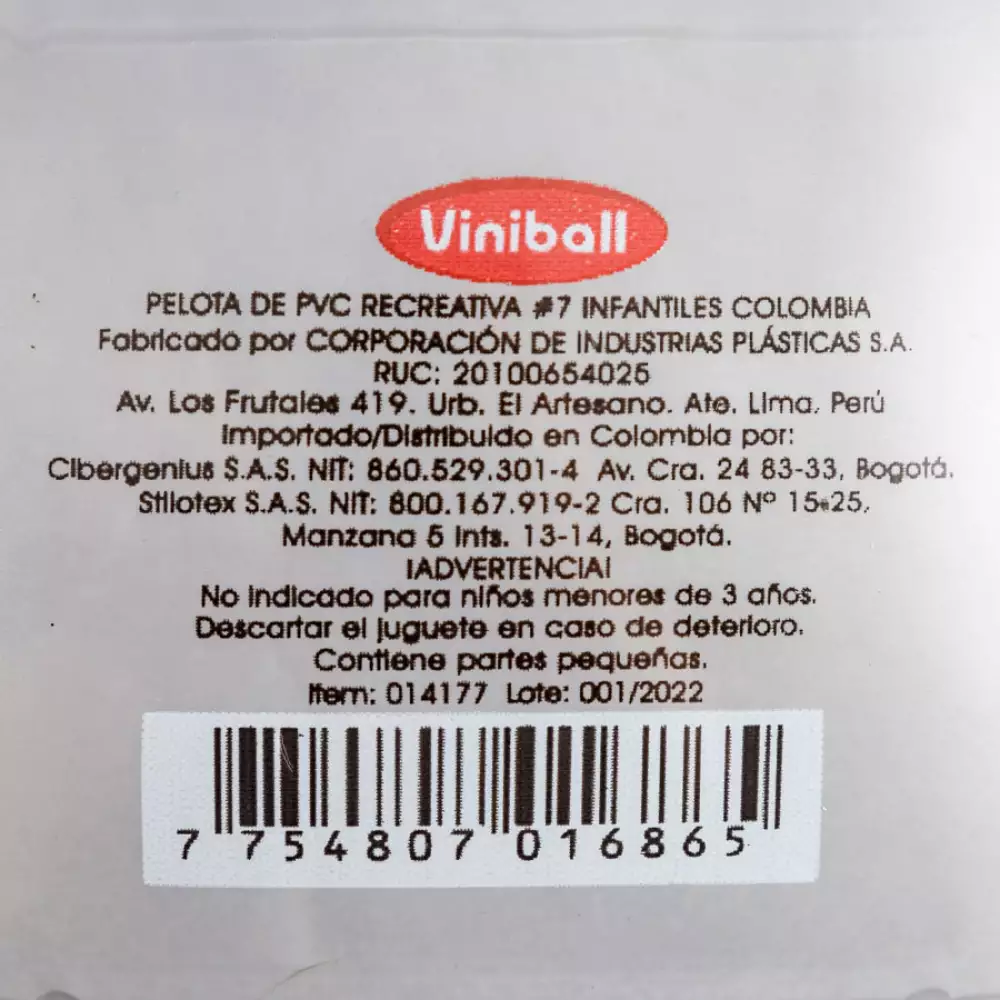 Viniball
PELOTA DE PVC RECREATIVA #7 INFANTILES COLOMBIA
Fabricado por CORPORACIÓN DE INDUSTRIAS PLÁSTICAS S.A.
RUC: 20100654025
Av. Los Frutales 419. Urb. El Artesano. Ate. Lima. Perú
Importado/Distribuido en Colombia por:
Cibergenius S.A.S. NIT: 860.529.301-4 Av. Cra. 24 83-33, Bogotá.
Stilotex S.A.S. NIT: 800.167.919-2 Cra. 106 Nº 15-25,
Manzana 5 Ints. 13-14, Bogotá.
¡ADVERTENCIA!
No indicado para niños menores de 3 años.
Descartar el juguete en caso de deterioro.
Contiene partes pequeñas.
Item: 014177 Lote: 001/2022
7 754807 016865